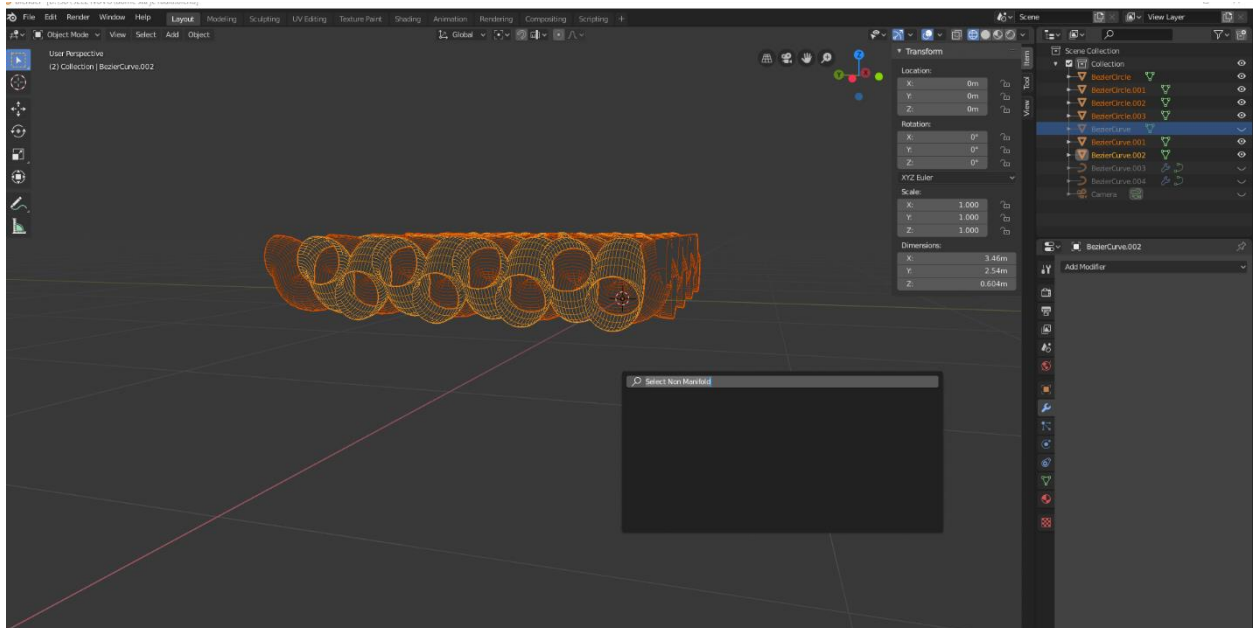 File Edit Render Window Help Layout Modeling Sculpting UV Editing Texture Paint Shading Animation Rendering Compositing Scripting + Scene View Layer
Object Mode View Select Add Object Global
User Perspective
(2) Collection | BezierCurve.002
Transform
Location:
X: 0m
Y: 0m
Z: 0m
Rotation:
X: 0°
Y: 0°
Z: 0°
XYZ Euler
Scale:
X: 1.000
Y: 1.000
Z: 1.000
Dimensions:
X: 3.46m
Y: 2.54m
Z: 0.604m
Item
Tool
View
Z
Y
X
Select Non Manifold
Scene Collection
Collection
BezierCircle
BezierCircle.001
BezierCircle.002
BezierCircle.003
BezierCurve
BezierCurve.001
BezierCurve.002
BezierCurve.003
BezierCurve.004
Camera
BezierCurve.002
Add Modifier